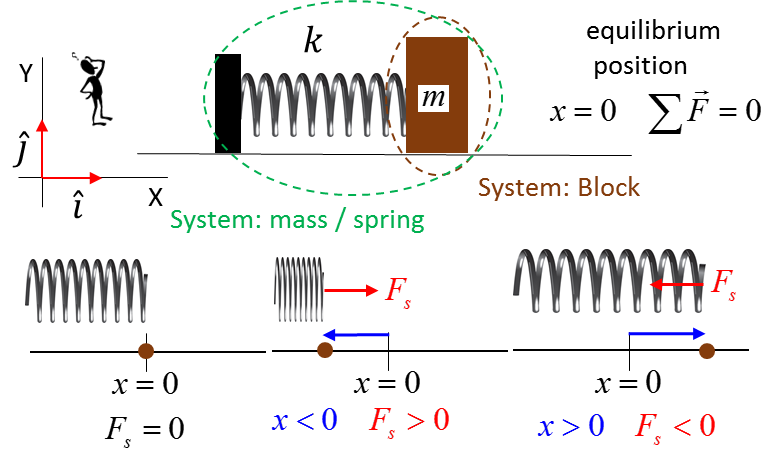 Y
ĵ
î
X
k
m
equilibrium
position
x = 0 ∑F⃗ = 0
System: Block
System: mass / spring
F_s
F_s
x = 0
x = 0
x = 0
F_s = 0
x < 0 F_s > 0
x > 0 F_s < 0